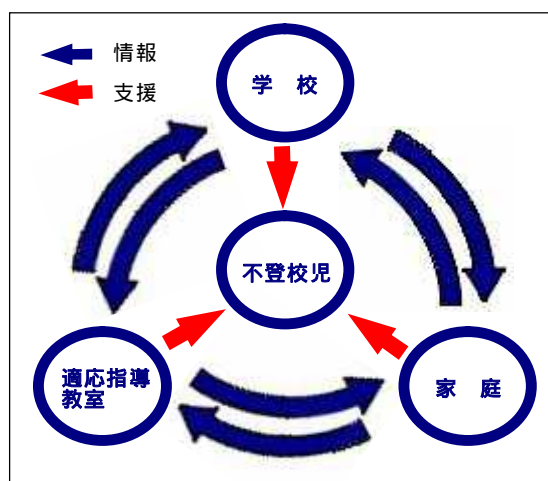 情報
支援
学　校
不登校児
適応指導
教室
家　庭